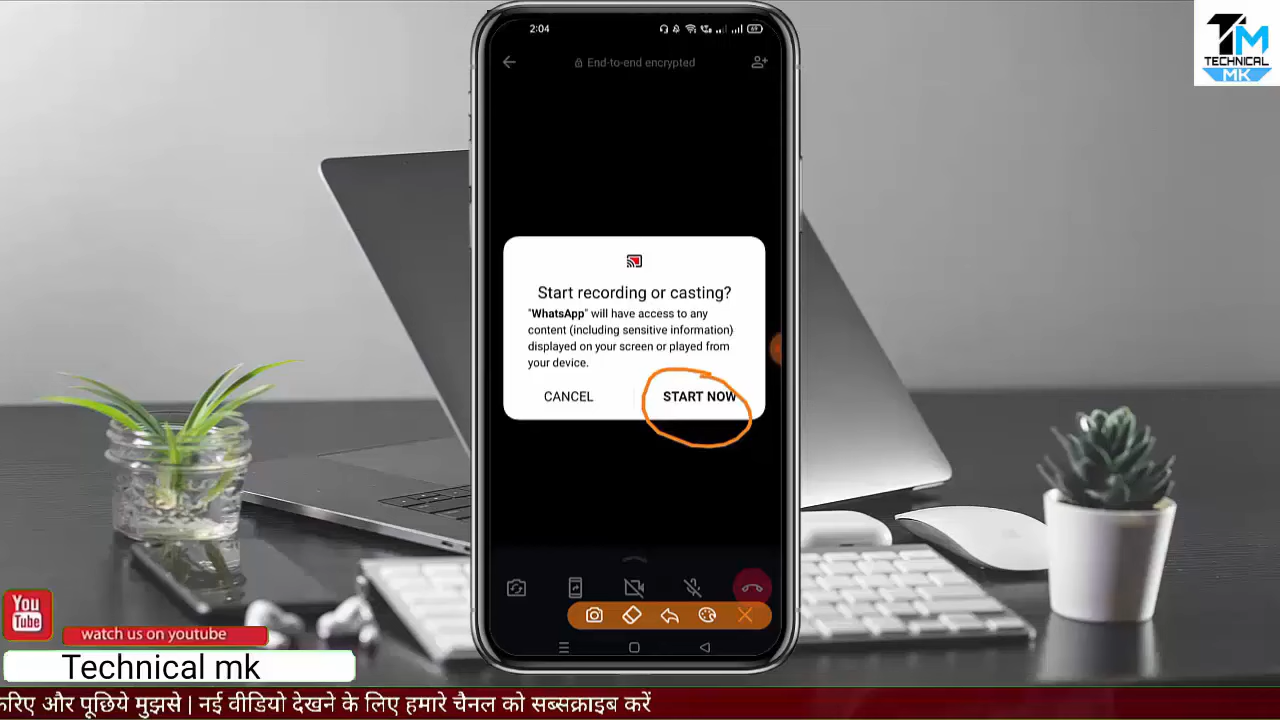 2:04
69
End-to-end encrypted
TM
TECHNICAL
MK
Start recording or casting?
"WhatsApp" will have access to any
content (including sensitive information)
displayed on your screen or played from
your device.
CANCEL
START NOW
You
Tube
watch us on youtube
Technical mk
करिए और पूछिये मुझसे | नई वीडियो देखने के लिए हमारे चैनल को सब्सक्राइब करें